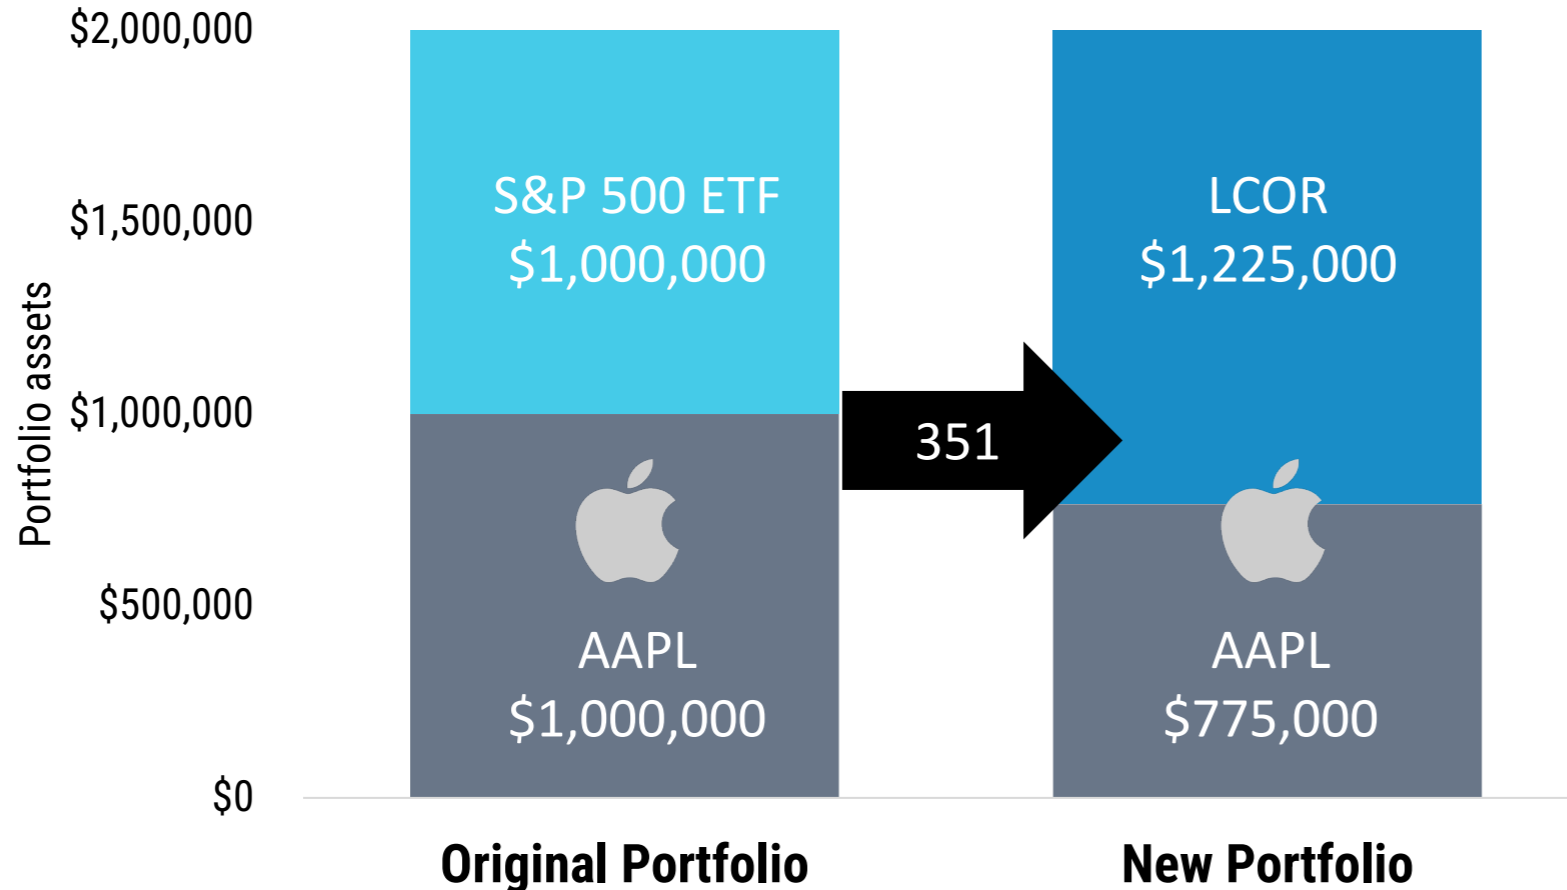 Portfolio assets
$2,000,000
$1,500,000
$1,000,000
$500,000
$0
S&P 500 ETF
$1,000,000
AAPL
$1,000,000
351
LCOR
$1,225,000
AAPL
$775,000
Original Portfolio
New Portfolio